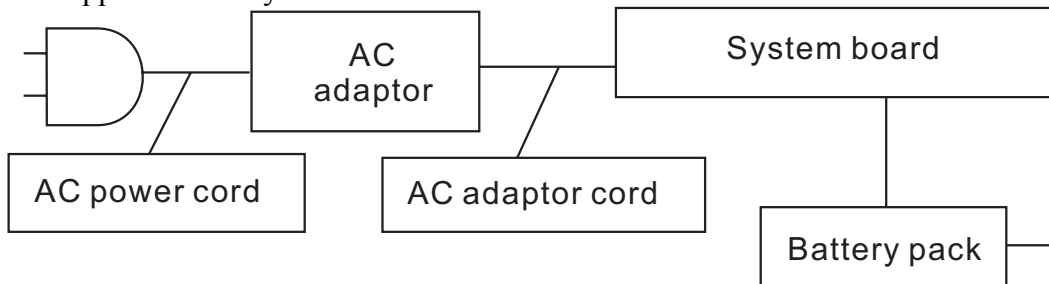 AC
adaptor
System board
AC power cord
AC adaptor cord
Battery pack